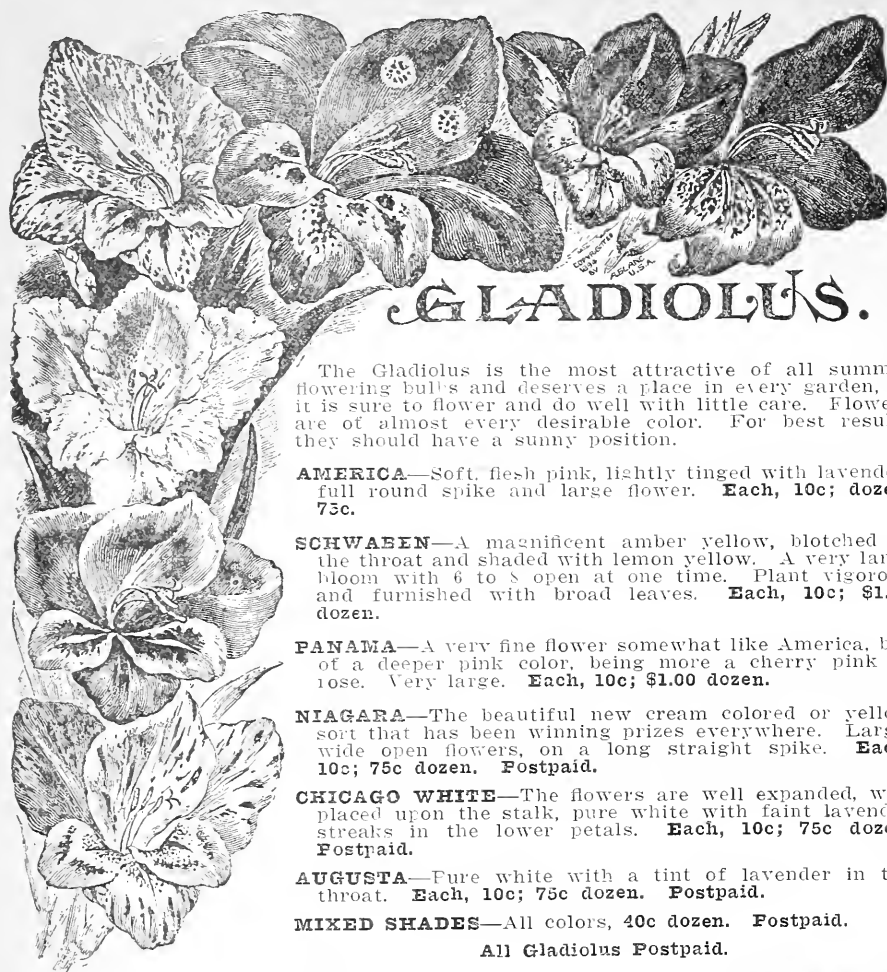 COPYRIGHTED
BY A.BLANC
U.S.A.
GLADIOLUS.
The Gladiolus is the most attractive of all summ
flowering bulbs and deserves a place in every garden,
it is sure to flower and do well with little care. Flowe
are of almost every desirable color. For best resu
they should have a sunny position.
AMERICA—Soft, flesh pink, lightly tinged with lavend
full round spike and large flower. Each, 10c; doze
75c.
SCHWABEN—A magnificent amber yellow, blotched
the throat and shaded with lemon yellow. A very lar
bloom with 6 to 8 open at one time. Plant vigoro
and furnished with broad leaves. Each, 10c; $1.
dozen.
PANAMA—A very fine flower somewhat like America, b
of a deeper pink color, being more a cherry pink
rose. Very large. Each, 10c; $1.00 dozen.
NIAGARA—The beautiful new cream colored or yello
sort that has been winning prizes everywhere. Larg
wide open flowers, on a long straight spike. Eac
10c; 75c dozen. Postpaid.
CHICAGO WHITE—The flowers are well expanded, w
placed upon the stalk, pure white with faint lavend
streaks in the lower petals. Each, 10c; 75c doze
Postpaid.
AUGUSTA—Pure white with a tint of lavender in t
throat. Each, 10c; 75c dozen. Postpaid.
MIXED SHADES—All colors, 40c dozen. Postpaid.
All Gladiolus Postpaid.